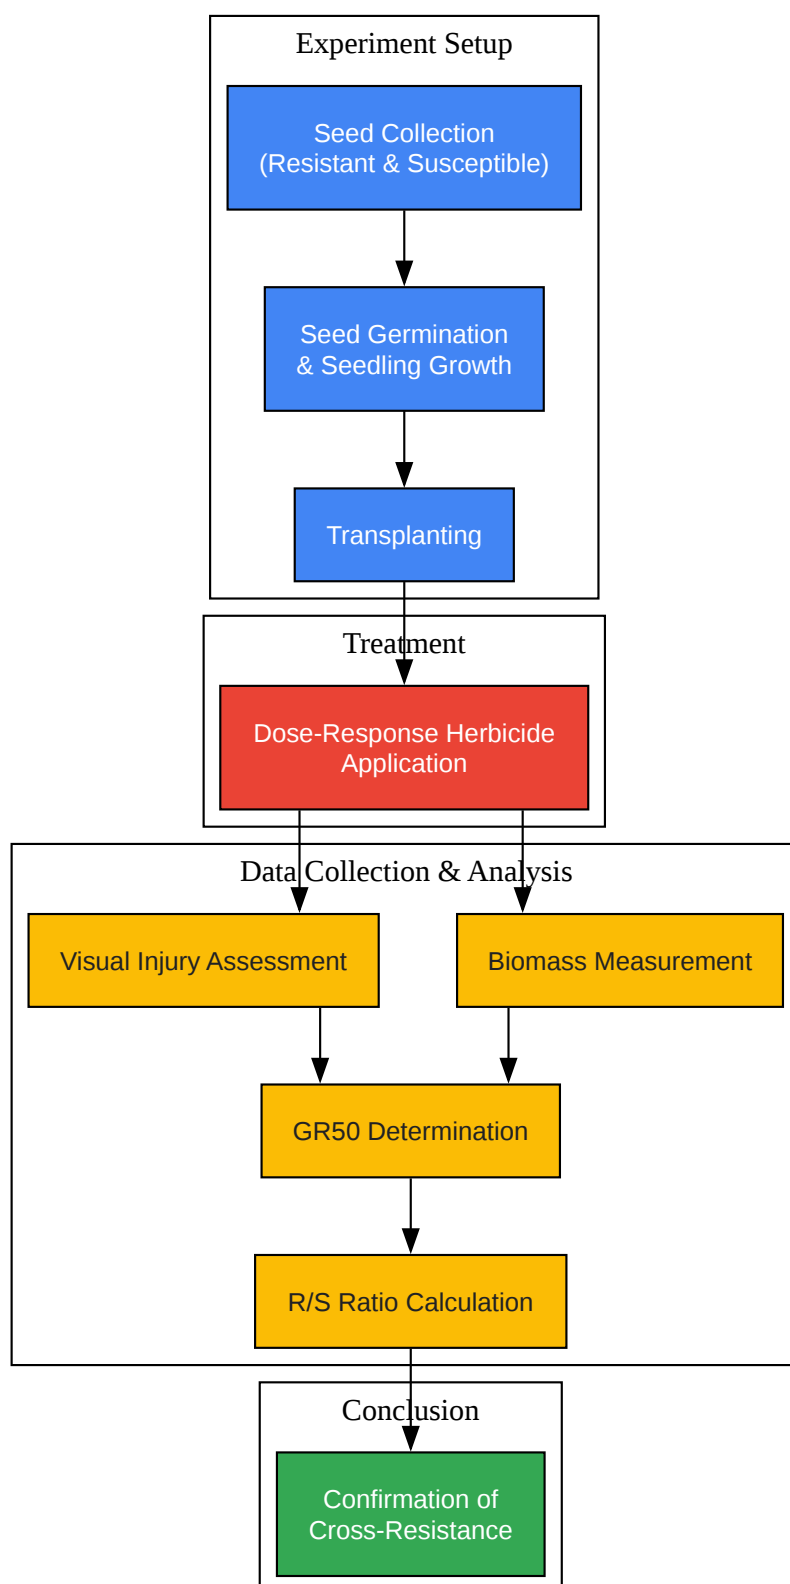 Experiment Setup
Seed Collection
(Resistant & Susceptible)
Seed Germination
& Seedling Growth
Transplanting
Treatment
Dose-Response Herbicide
Application
Data Collection & Analysis
Visual Injury Assessment
Biomass Measurement
GR50 Determination
R/S Ratio Calculation
Conclusion
Confirmation of
Cross-Resistance